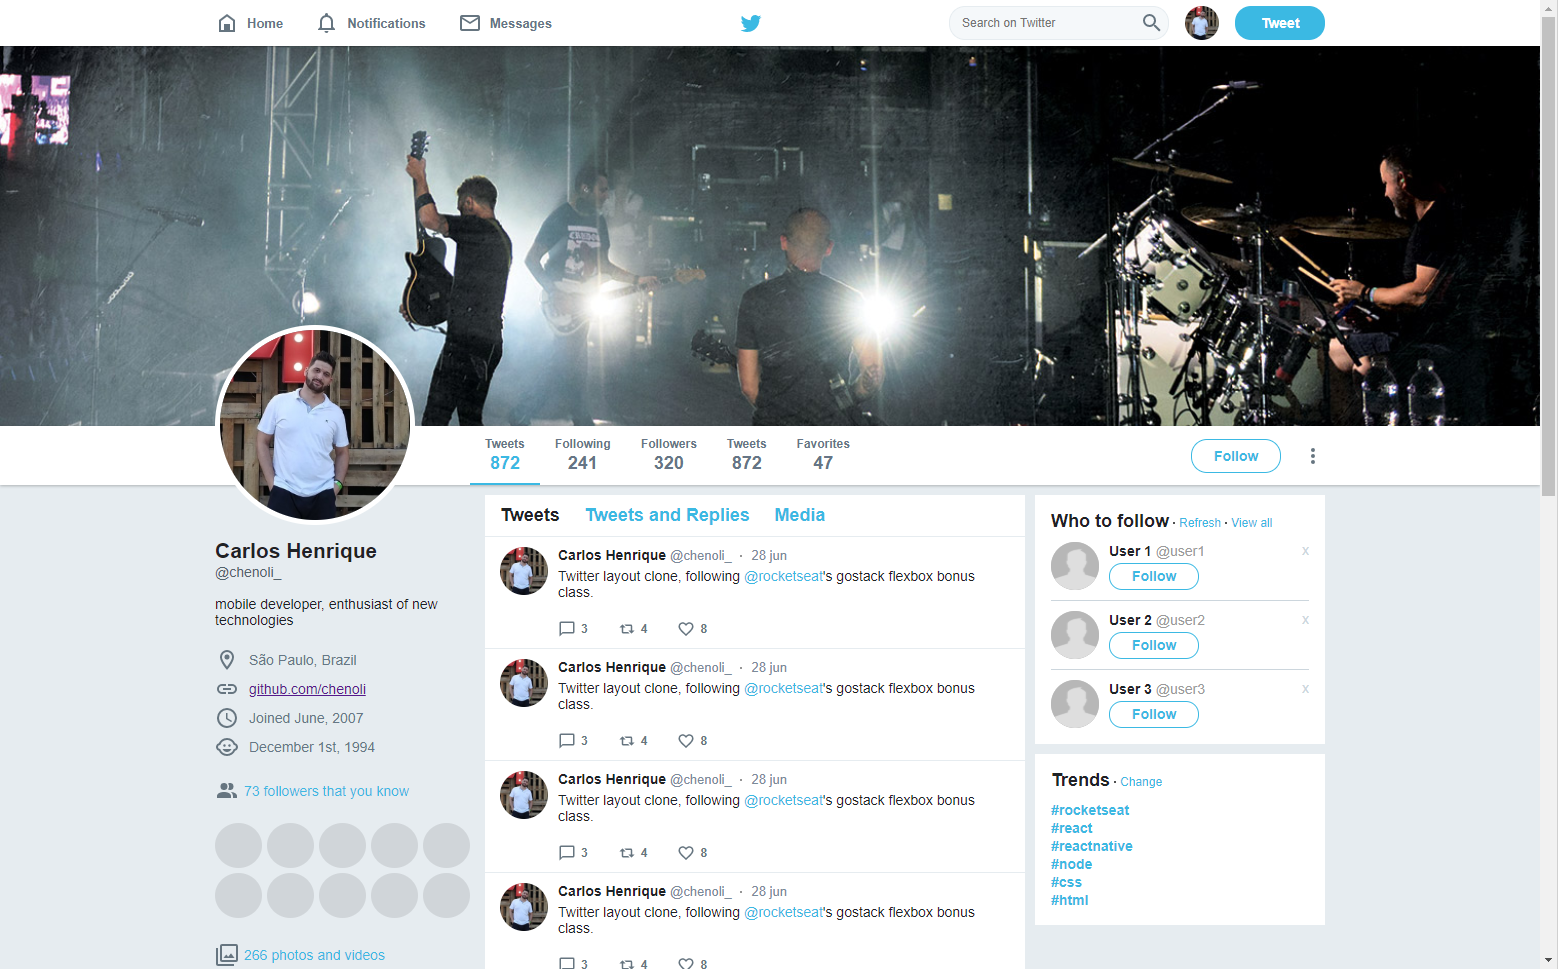 Home
Notifications
Messages
Search on Twitter
Tweet
Tweets
872
Following
241
Followers
320
Tweets
872
Favorites
47
Follow
Carlos Henrique
@chenoli_
mobile developer, enthusiast of new
technologies
São Paulo, Brazil
github.com/chenoli
Joined June, 2007
December 1st, 1994
73 followers that you know
266 photos and videos
Tweets
Tweets and Replies
Media
Carlos Henrique @chenoli_ · 28 jun
Twitter layout clone, following @rocketseat's gostack flexbox bonus
class.
3
4
8
Carlos Henrique @chenoli_ · 28 jun
Twitter layout clone, following @rocketseat's gostack flexbox bonus
class.
3
4
8
Carlos Henrique @chenoli_ · 28 jun
Twitter layout clone, following @rocketseat's gostack flexbox bonus
class.
3
4
8
Carlos Henrique @chenoli_ · 28 jun
Twitter layout clone, following @rocketseat's gostack flexbox bonus
class.
3
4
8
Who to follow · Refresh · View all
User 1 @user1
x
Follow
User 2 @user2
x
Follow
User 3 @user3
x
Follow
Trends · Change
#rocketseat
#react
#reactnative
#node
#css
#html